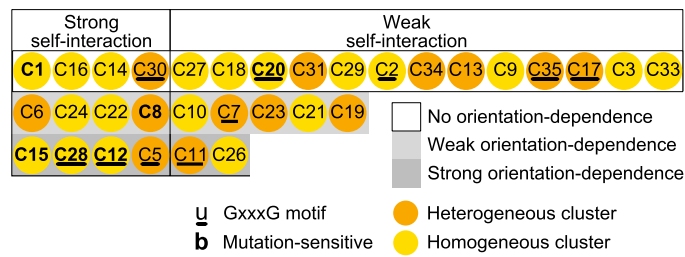 Strong
self-interaction
Weak
self-interaction
C1 C16 C14 C30 C27 C18 C20 C31 C29 C2 C34 C13 C9 C35 C17 C3 C33
C6 C24 C22 C8 C10 C7 C23 C21 C19
No orientation-dependence
Weak orientation-dependence
C15 C28 C12 C5 C11 C26
Strong orientation-dependence
u GxxxG motif
Heterogeneous cluster
b Mutation-sensitive
Homogeneous cluster